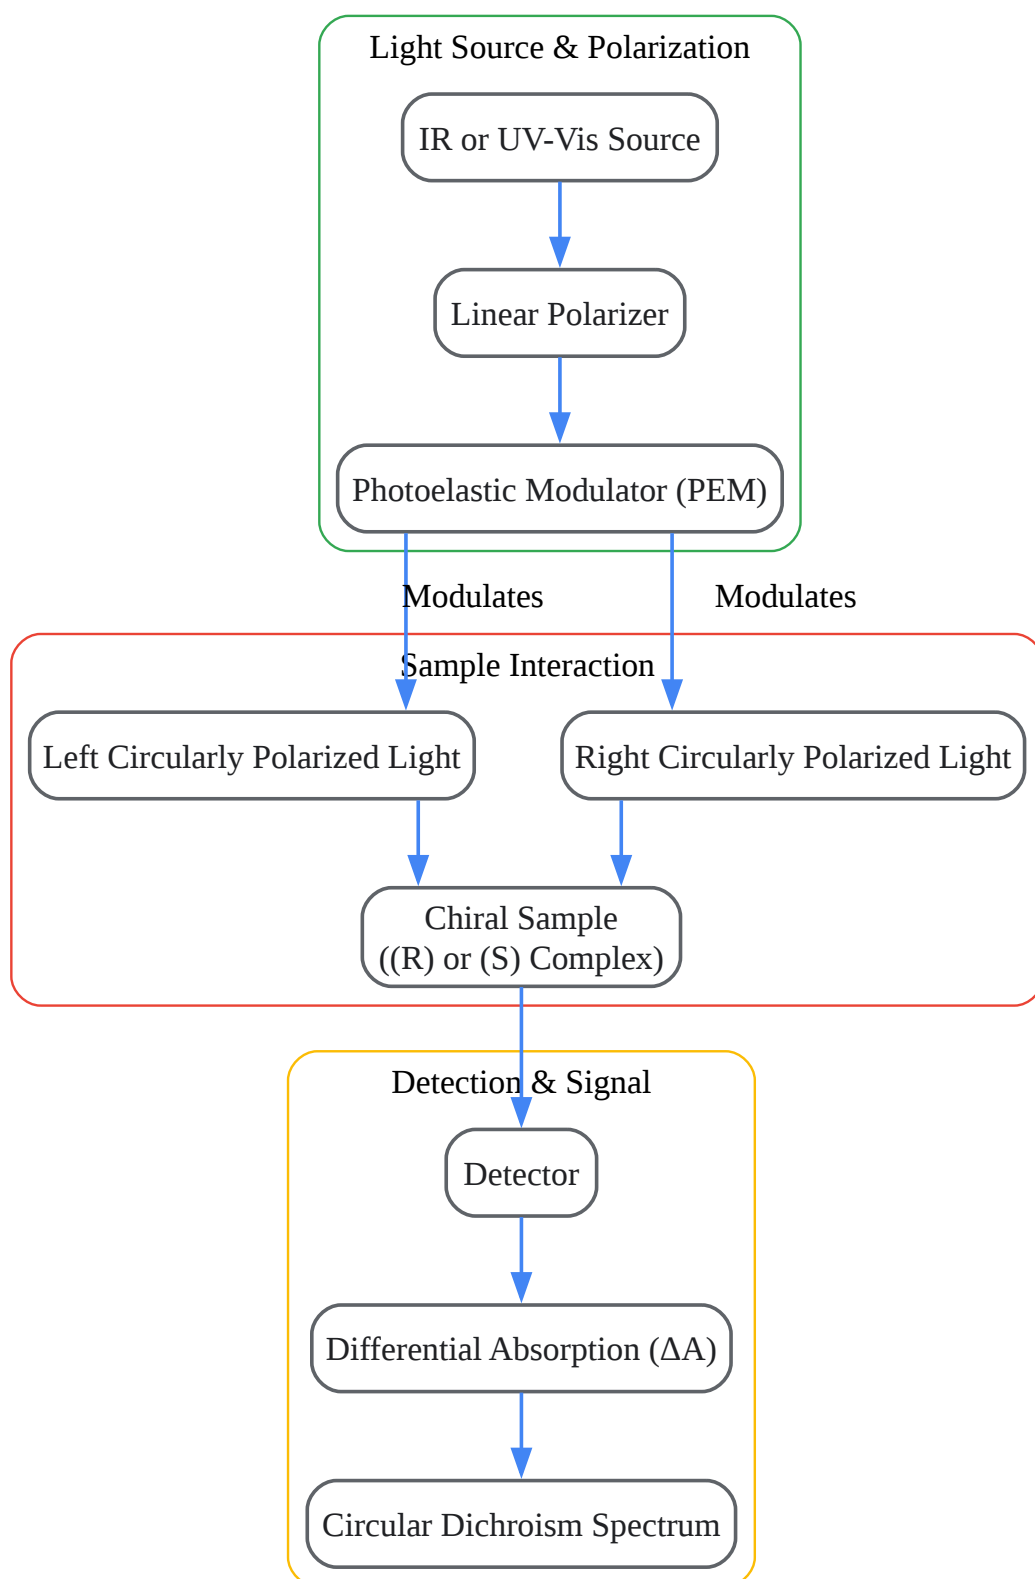 Light Source & Polarization
IR or UV-Vis Source
Linear Polarizer
Photoelastic Modulator (PEM)
Modulates
Modulates
Sample Interaction
Left Circularly Polarized Light
Right Circularly Polarized Light
Chiral Sample
((R) or (S) Complex)
Detection & Signal
Detector
Differential Absorption (ΔA)
Circular Dichroism Spectrum